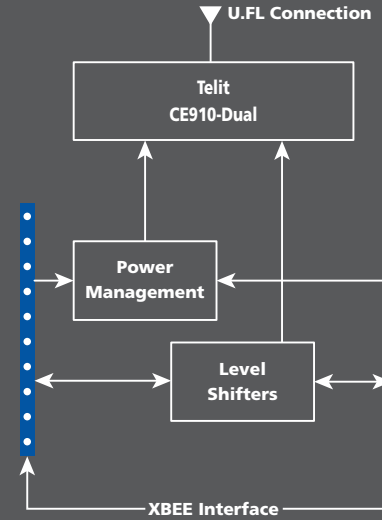 U.FL Connection
Telit
CE910-Dual
Power
Management
Level
Shifters
XBEE Interface